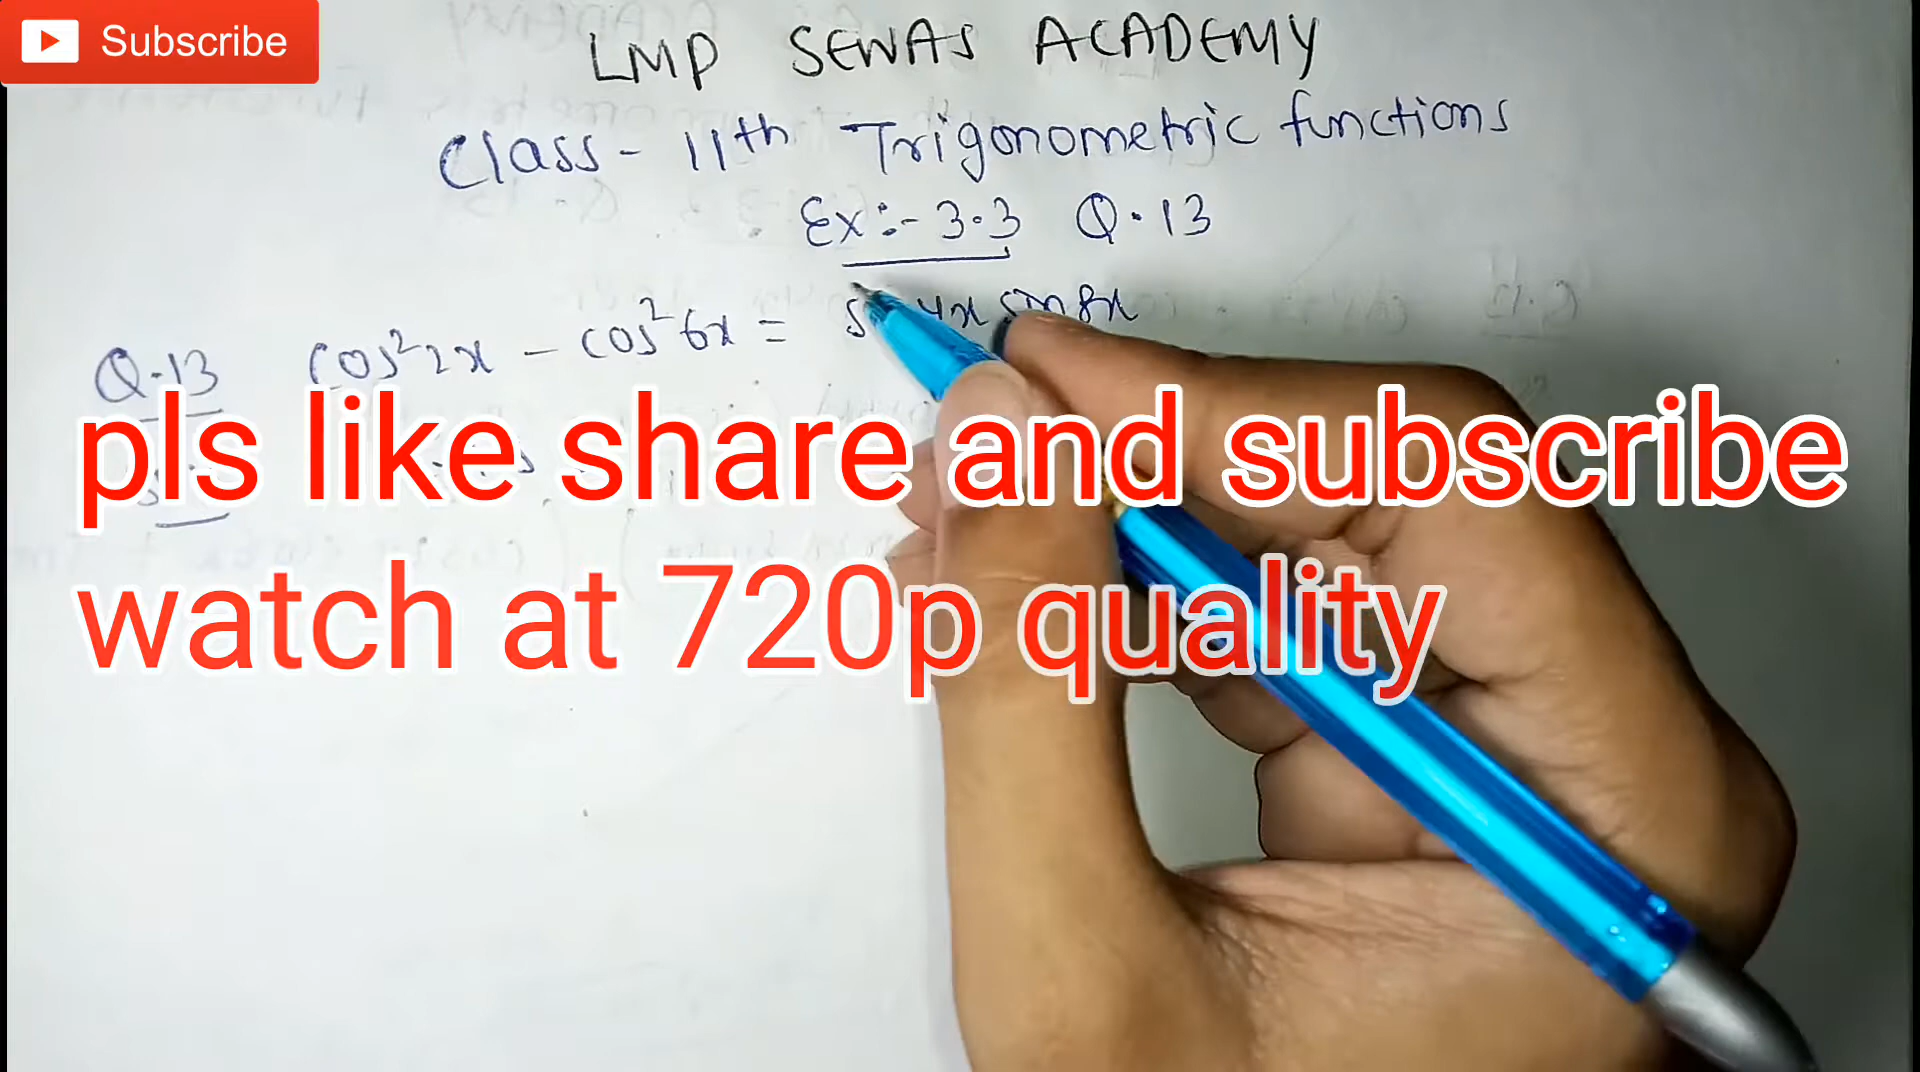 Subscribe
LMP SEWAS ACADEMY
Class - 11th Trigonometric functions
Ex:- 3.3 Q.13
Q.13 cos²2x - cos²6x = 4x sin8x
pls like share and subscribe
watch at 720p quality